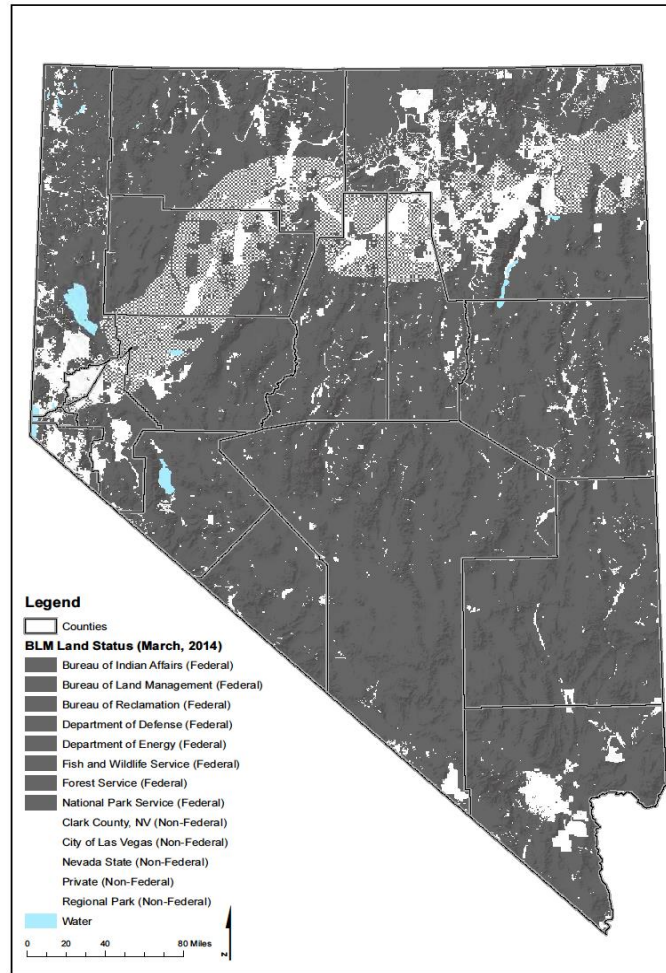 Legend
Counties
BLM Land Status (March, 2014)
Bureau of Indian Affairs (Federal)
Bureau of Land Management (Federal)
Bureau of Reclamation (Federal)
Department of Defense (Federal)
Department of Energy (Federal)
Fish and Wildlife Service (Federal)
Forest Service (Federal)
National Park Service (Federal)
Clark County, NV (Non-Federal)
City of Las Vegas (Non-Federal)
Nevada State (Non-Federal)
Private (Non-Federal)
Regional Park (Non-Federal)
Water
0 20 40 80 Miles
N